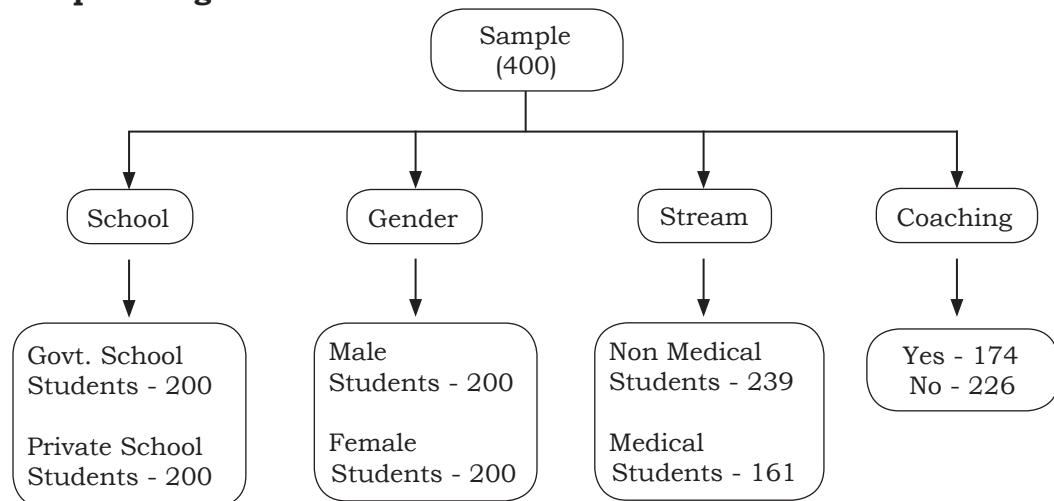 Sample
(400)
School
Gender
Stream
Coaching
Govt. School
Students - 200
Private School
Students - 200
Male
Students - 200
Female
Students - 200
Non Medical
Students - 239
Medical
Students - 161
Yes - 174
No - 226